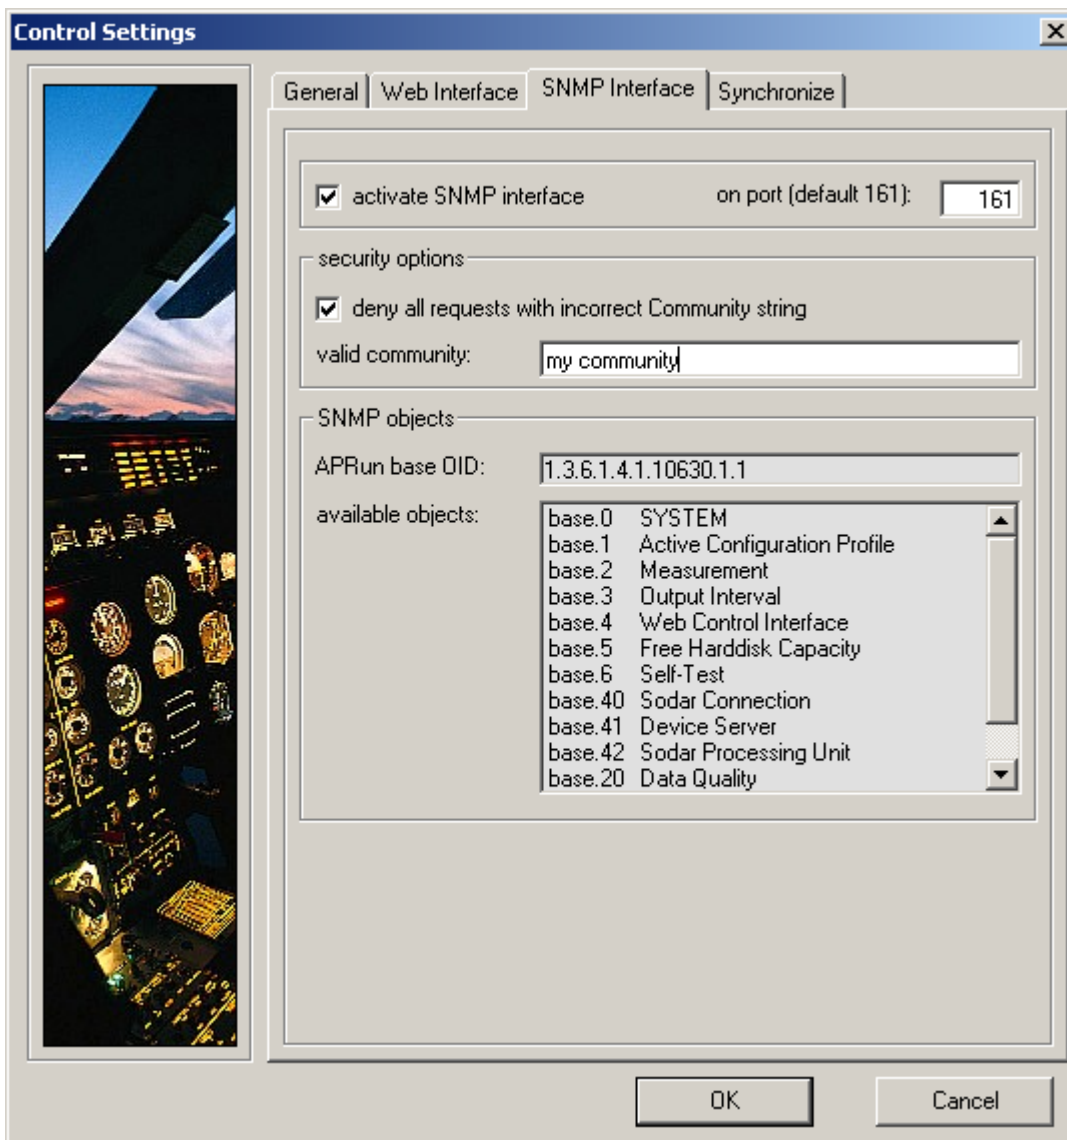 Control Settings
General Web Interface SNMP Interface Synchronize
activate SNMP interface on port (default 161): 161
security options
deny all requests with incorrect Community string
valid community: my community
SNMP objects
APRun base OID: 1.3.6.1.4.1.10630.1.1
available objects:
base.0 SYSTEM
base.1 Active Configuration Profile
base.2 Measurement
base.3 Output Interval
base.4 Web Control Interface
base.5 Free Harddisk Capacity
base.6 Self-Test
base.40 Sodar Connection
base.41 Device Server
base.42 Sodar Processing Unit
base.20 Data Quality
OK Cancel